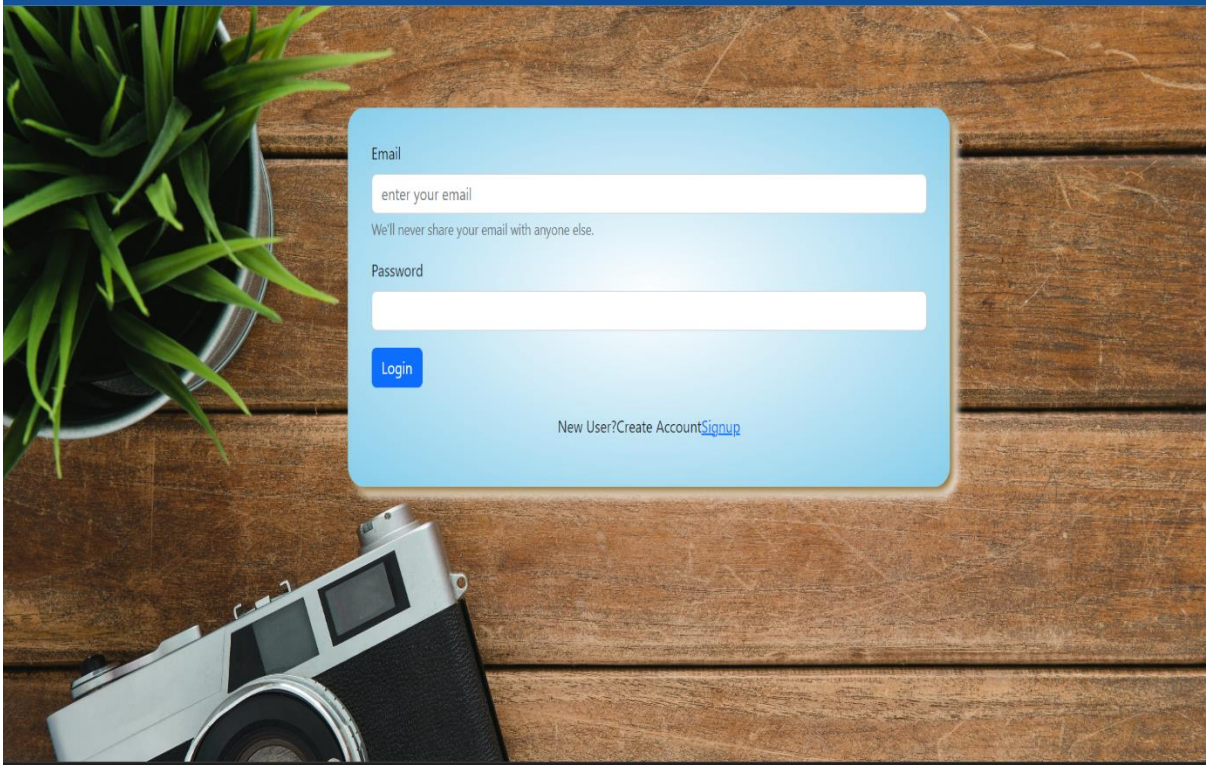 Email
enter your email
We'll never share your email with anyone else.
Password
Login
New User?Create AccountSignup